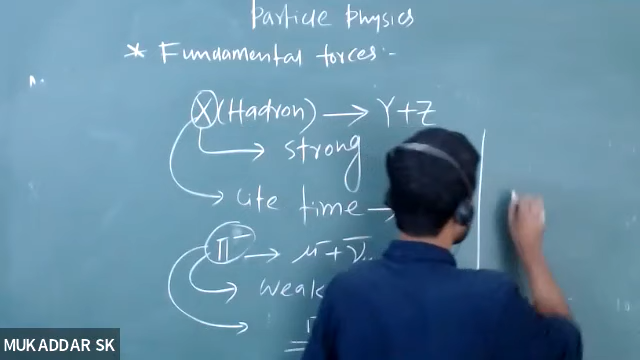 Particle physics
* Fundamental forces:-
X (Hadron) → Y+Z
→ strong
→ life time →
π⁻ → μ⁻ + ν̄
→ weak
MUKADDAR SK